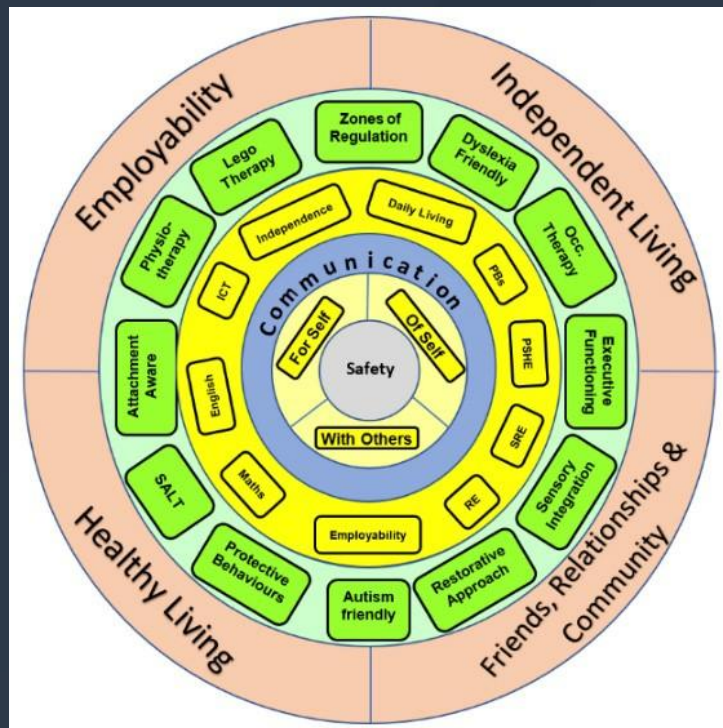 Employability
Independent Living
Friends, Relationships &
Community
Healthy Living
Zones of
Regulation
Dyslexia
Friendly
Occ.
Therapy
Executive
Functioning
Sensory
Integration
Restorative
Approach
Autism
friendly
Protective
Behaviours
SALT
Attachment
Aware
Physio-
therapy
Lego
Therapy
Independence
Daily Living
PBs
PSHE
SRE
RE
Employability
Maths
English
ICT
Communication
For Self
Of Self
With Others
Safety